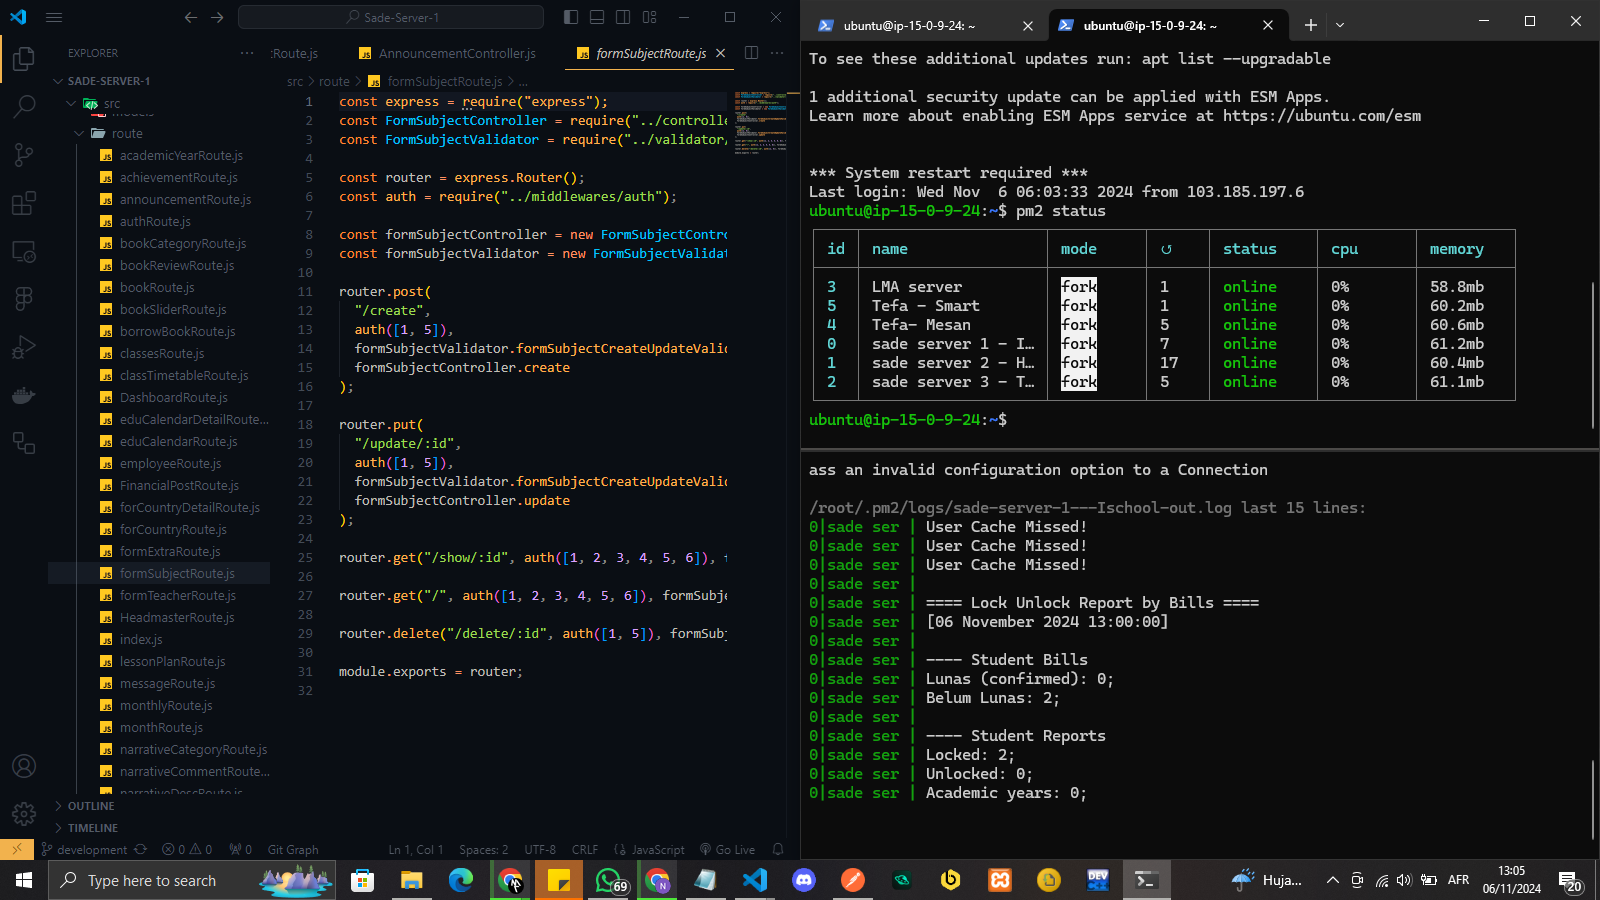 Sade-Server-1
EXPLORER
SADE-SERVER-1
src
route
academicYearRoute.js
achievementRoute.js
announcementRoute.js
authRoute.js
bookCategoryRoute.js
bookReviewRoute.js
bookRoute.js
bookSliderRoute.js
borrowBookRoute.js
classesRoute.js
classTimetableRoute.js
DashboardRoute.js
eduCalendarDetailRoute...
eduCalendarRoute.js
employeeRoute.js
FinancialPostRoute.js
forCountryDetailRoute.js
forCountryRoute.js
formExtraRoute.js
formSubjectRoute.js
formTeacherRoute.js
HeadmasterRoute.js
index.js
lessonPlanRoute.js
messageRoute.js
monthlyRoute.js
monthRoute.js
narrativeCategoryRoute.js
narrativeCommentRoute...
narrativeDescRoute.js
OUTLINE
TIMELINE
:Route.js AnnouncementController.js formSubjectRoute.js
src > route > formSubjectRoute.js > ...
1 const express = require("express");
2 const FormSubjectController = require("../controlle
3 const FormSubjectValidator = require("../validator/
4
5 const router = express.Router();
6 const auth = require("../middlewares/auth");
7
8 const formSubjectController = new FormSubjectContro
9 const formSubjectValidator = new FormSubjectValidat
10
11 router.post(
12 "/create",
13 auth([1, 5]),
14 formSubjectValidator.formSubjectCreateUpdateValid
15 formSubjectController.create
16 );
17
18 router.put(
19 "/update/:id",
20 auth([1, 5]),
21 formSubjectValidator.formSubjectCreateUpdateValid
22 formSubjectController.update
23 );
24
25 router.get("/show/:id", auth([1, 2, 3, 4, 5, 6]), f
26
27 router.get("/", auth([1, 2, 3, 4, 5, 6]), formSubje
28
29 router.delete("/delete/:id", auth([1, 5]), formSubj
30
31 module.exports = router;
32
development 0 0 0 Git Graph Ln 1, Col 1 Spaces: 2 UTF-8 CRLF JavaScript Go Live
ubuntu@ip-15-0-9-24: ~ ubuntu@ip-15-0-9-24: ~
To see these additional updates run: apt list --upgradable
1 additional security update can be applied with ESM Apps.
Learn more about enabling ESM Apps service at https://ubuntu.com/esm
*** System restart required ***
Last login: Wed Nov  6 06:03:33 2024 from 103.185.197.6
ubuntu@ip-15-0-9-24:~$ pm2 status
id name mode ↺ status cpu memory
3 LMA server fork 1 online 0% 58.8mb
5 Tefa - Smart fork 1 online 0% 60.2mb
4 Tefa- Mesan fork 5 online 0% 60.6mb
0 sade server 1 - I… fork 7 online 0% 61.2mb
1 sade server 2 - H… fork 17 online 0% 60.4mb
2 sade server 3 - T… fork 5 online 0% 61.1mb
ubuntu@ip-15-0-9-24:~$
ass an invalid configuration option to a Connection
/root/.pm2/logs/sade-server-1---Ischool-out.log last 15 lines:
0|sade ser | User Cache Missed!
0|sade ser | User Cache Missed!
0|sade ser | User Cache Missed!
0|sade ser |
0|sade ser | ==== Lock Unlock Report by Bills ====
0|sade ser | [06 November 2024 13:00:00]
0|sade ser |
0|sade ser | ---- Student Bills
0|sade ser | Lunas (confirmed): 0;
0|sade ser | Belum Lunas: 2;
0|sade ser |
0|sade ser | ---- Student Reports
0|sade ser | Locked: 2;
0|sade ser | Unlocked: 0;
0|sade ser | Academic years: 0;
Type here to search
69
N
DEV
Huja...
AFR
13:05
06/11/2024
20